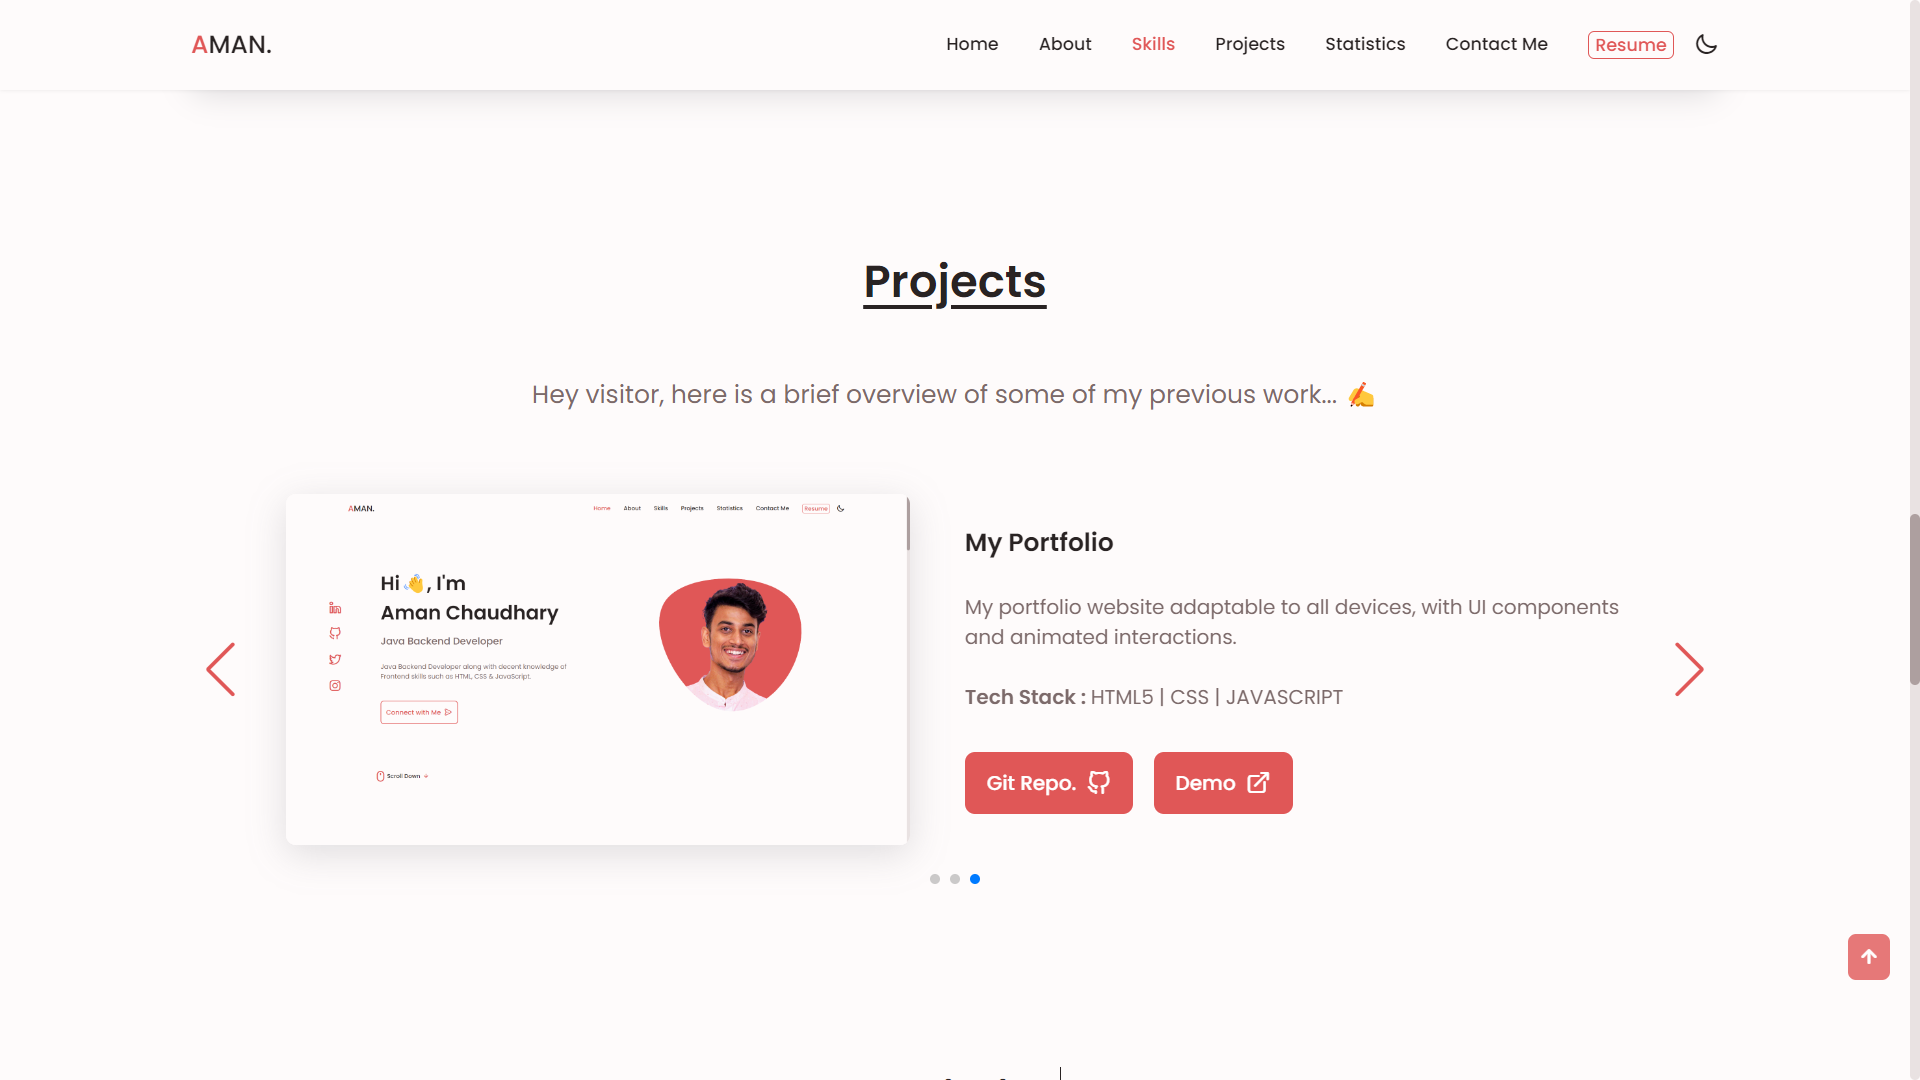 AMAN.
Home About Skills Projects Statistics Contact Me Resume
Projects
Hey visitor, here is a brief overview of some of my previous work... ✍️
AMAN.
Home About Skills Projects Statistics Contact Me Resume
Hi 👋, I'm
Aman Chaudhary
Java Backend Developer
Java Backend Developer along with decent knowledge of
Frontend skills such as HTML, CSS & JavaScript.
Connect with Me
Scroll Down
My Portfolio
My portfolio website adaptable to all devices, with UI components
and animated interactions.
Tech Stack : HTML5 | CSS | JAVASCRIPT
Git Repo. Demo